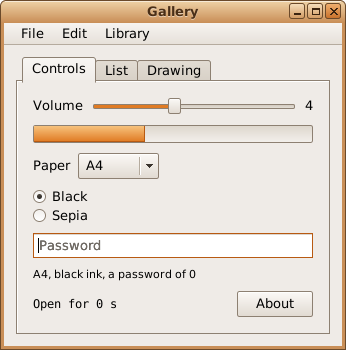 Gallery
File Edit Library
Controls List Drawing
Volume 4
Paper A4
Black
Sepia
Password
A4, black ink, a password of 0
Open for 0 s About